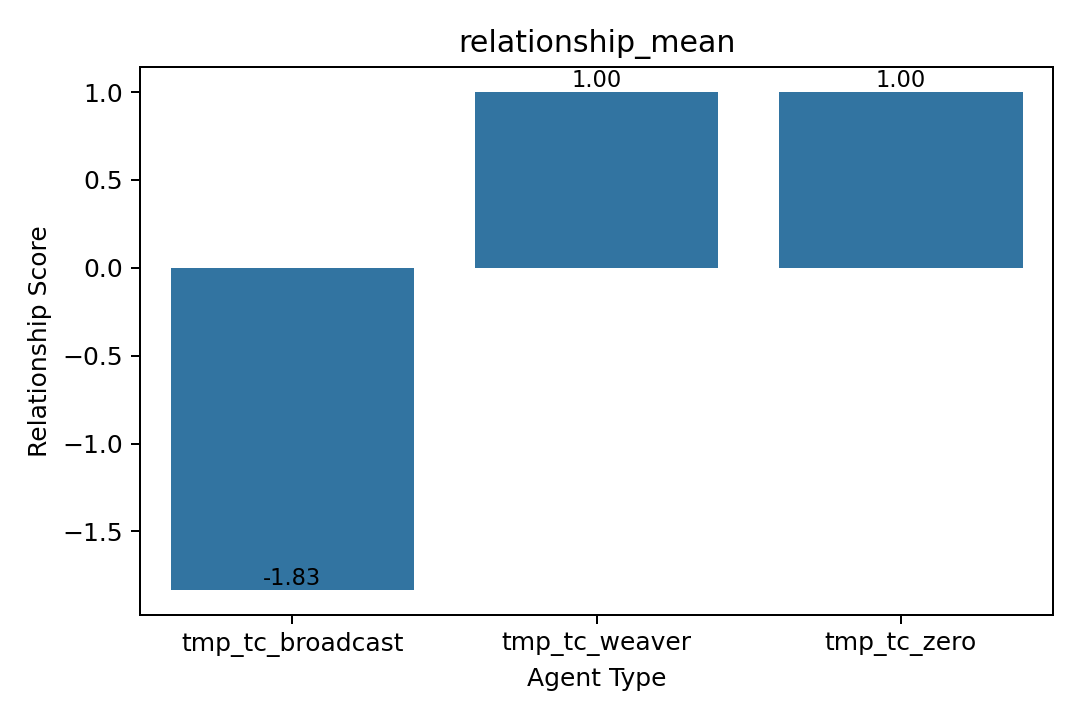 relationship_mean
1.00
1.00
1.0
0.5
0.0
−0.5
−1.0
−1.5
Relationship Score
-1.83
tmp_tc_broadcast
tmp_tc_weaver
tmp_tc_zero
Agent Type